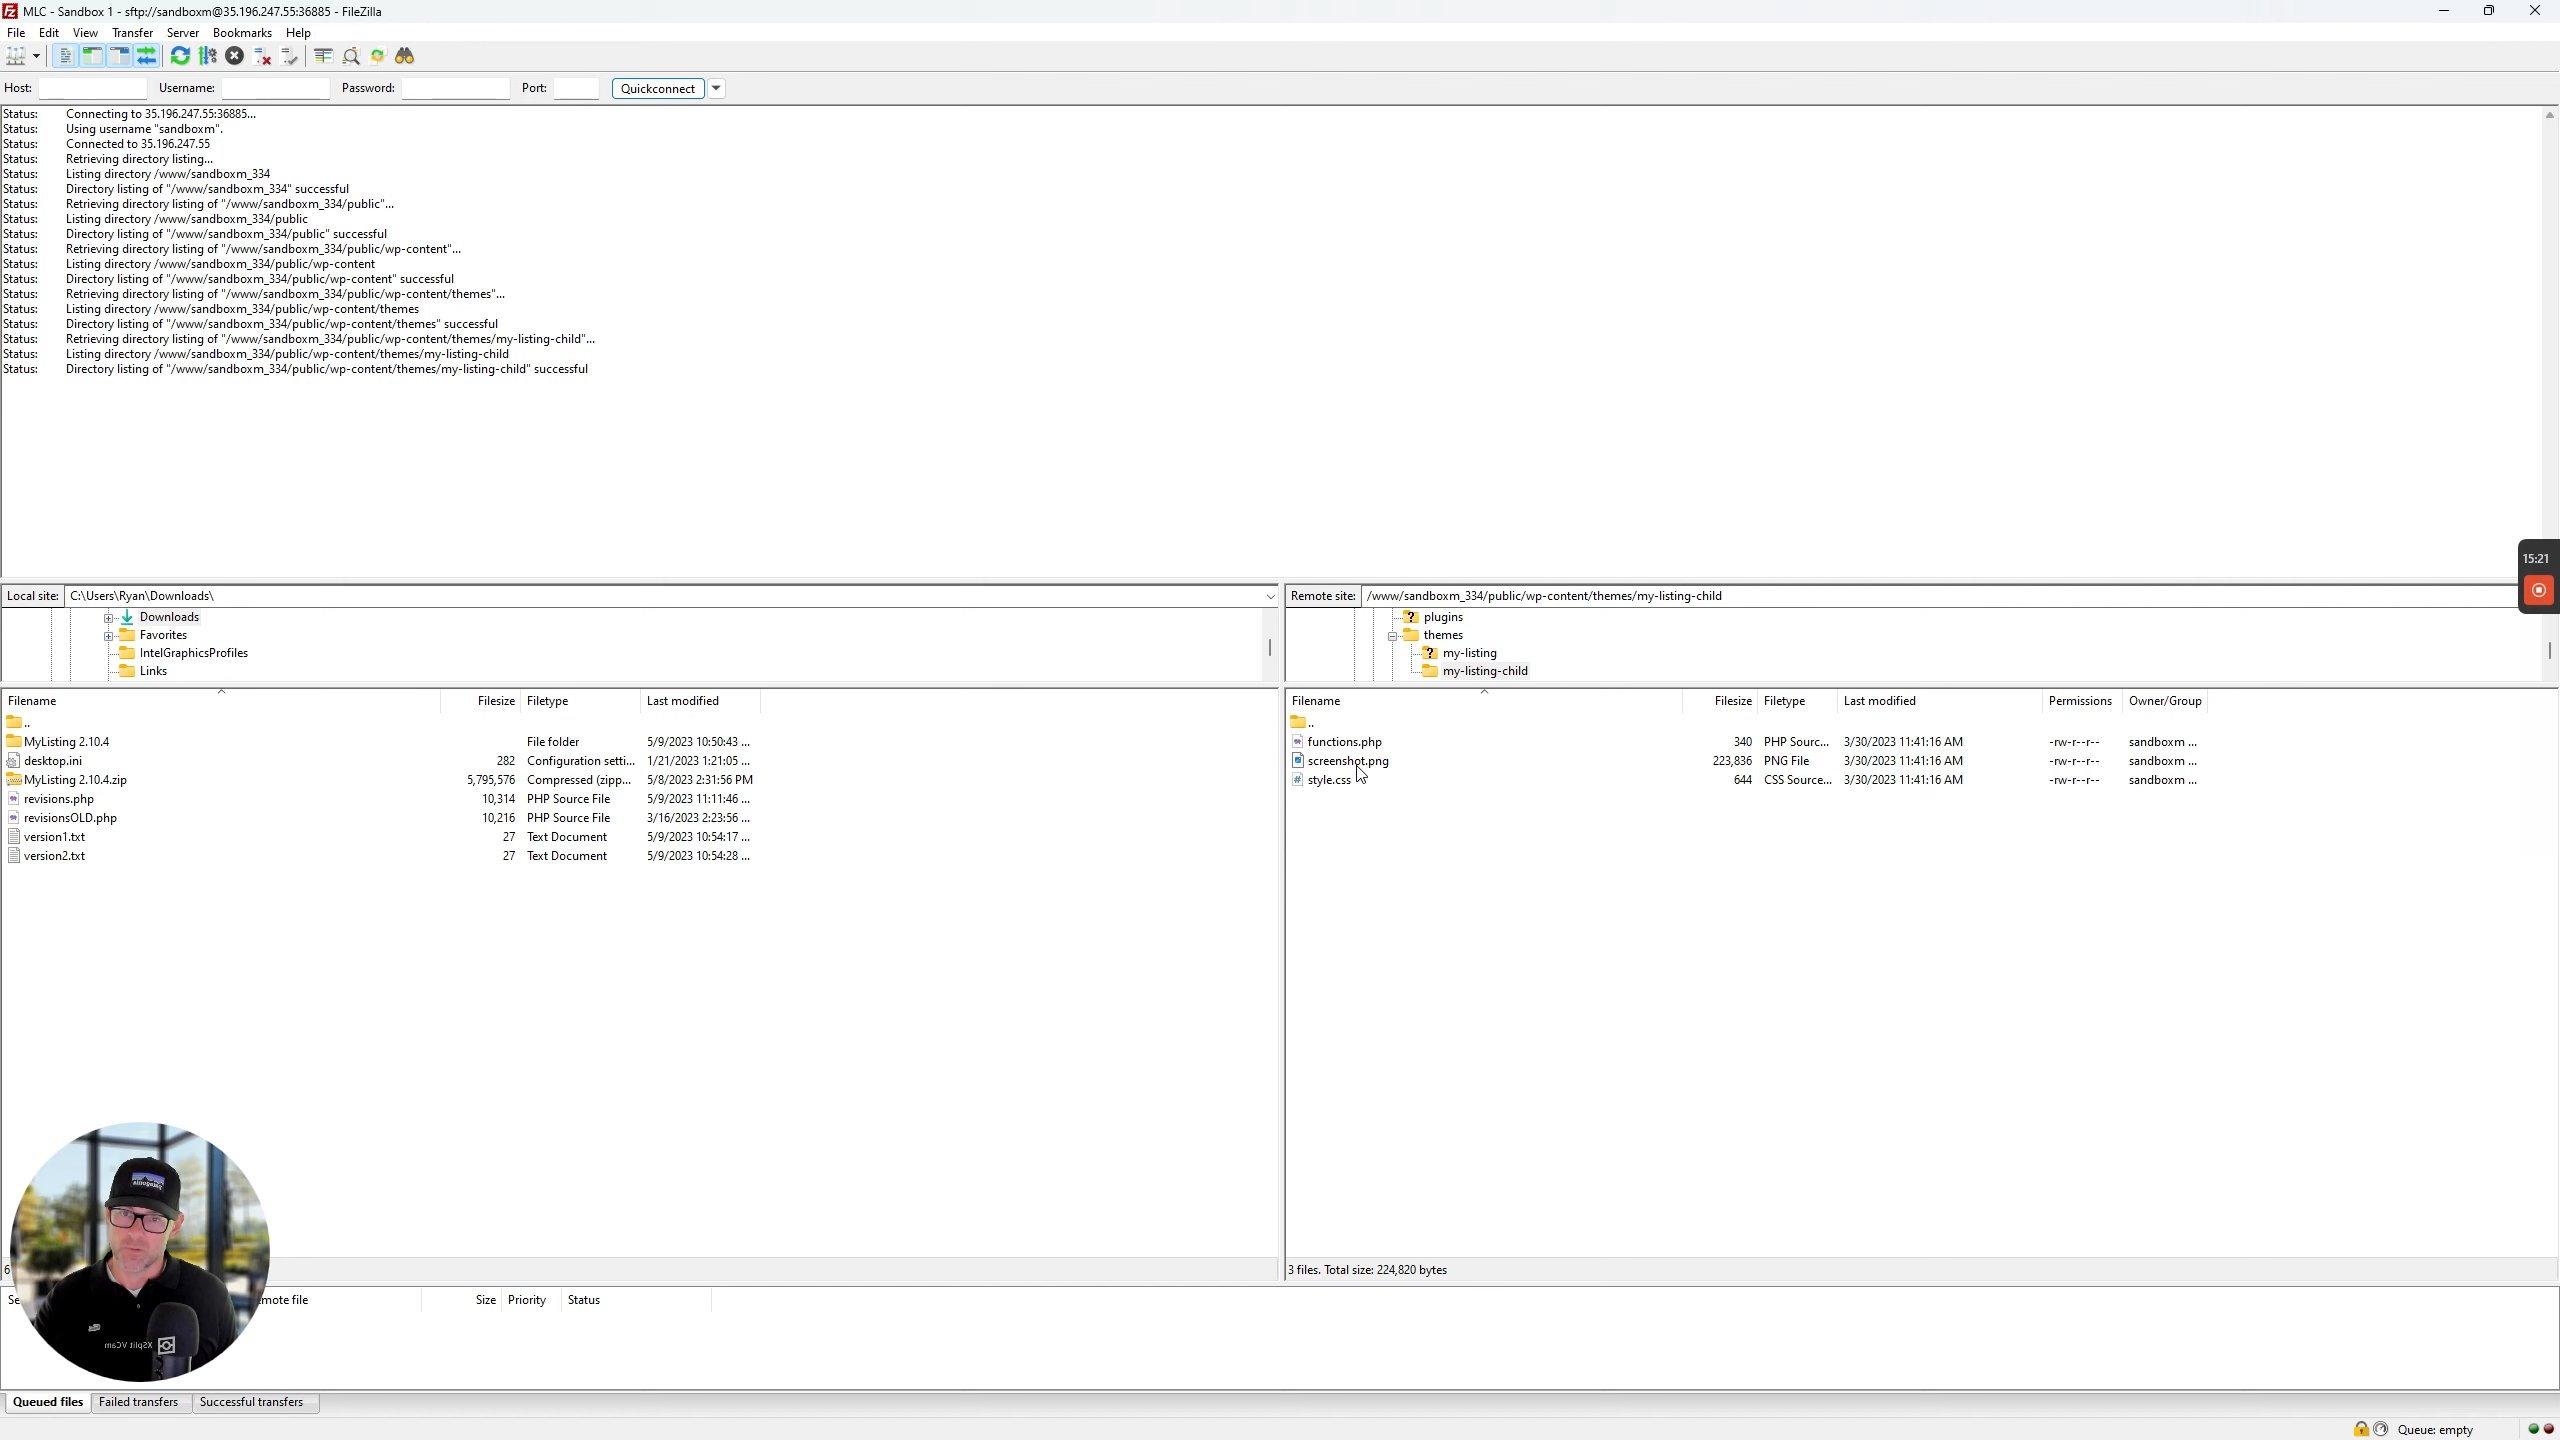 MLC - Sandbox 1 - sftp://sandboxm@35.196.247.55:36885 - FileZilla
File Edit View Transfer Server Bookmarks Help
Host: Username: Password: Port: Quickconnect
Status: Connecting to 35.196.247.55:36885...
Status: Using username "sandboxm".
Status: Connected to 35.196.247.55
Status: Retrieving directory listing...
Status: Listing directory /www/sandboxm_334
Status: Directory listing of "/www/sandboxm_334" successful
Status: Retrieving directory listing of "/www/sandboxm_334/public"...
Status: Listing directory /www/sandboxm_334/public
Status: Directory listing of "/www/sandboxm_334/public" successful
Status: Retrieving directory listing of "/www/sandboxm_334/public/wp-content"...
Status: Listing directory /www/sandboxm_334/public/wp-content
Status: Directory listing of "/www/sandboxm_334/public/wp-content" successful
Status: Retrieving directory listing of "/www/sandboxm_334/public/wp-content/themes"...
Status: Listing directory /www/sandboxm_334/public/wp-content/themes
Status: Directory listing of "/www/sandboxm_334/public/wp-content/themes" successful
Status: Retrieving directory listing of "/www/sandboxm_334/public/wp-content/themes/my-listing-child"...
Status: Listing directory /www/sandboxm_334/public/wp-content/themes/my-listing-child
Status: Directory listing of "/www/sandboxm_334/public/wp-content/themes/my-listing-child" successful
15:21
Local site: C:\Users\Ryan\Downloads\
Downloads
Favorites
IntelGraphicsProfiles
Links
Filename Filesize Filetype Last modified
..
MyListing 2.10.4 File folder 5/9/2023 10:50:43 ...
desktop.ini 282 Configuration setti... 1/21/2023 1:21:05 ...
MyListing 2.10.4.zip 5,795,576 Compressed (zipp... 5/8/2023 2:31:56 PM
revisions.php 10,314 PHP Source File 5/9/2023 11:11:46 ...
revisionsOLD.php 10,216 PHP Source File 3/16/2023 2:23:56 ...
version1.txt 27 Text Document 5/9/2023 10:54:17 ...
version2.txt 27 Text Document 5/9/2023 10:54:28 ...
6
Remote site: /www/sandboxm_334/public/wp-content/themes/my-listing-child
plugins
themes
my-listing
my-listing-child
Filename Filesize Filetype Last modified Permissions Owner/Group
..
functions.php 340 PHP Sourc... 3/30/2023 11:41:16 AM -rw-r--r-- sandboxm ...
screenshot.png 223,836 PNG File 3/30/2023 11:41:16 AM -rw-r--r-- sandboxm ...
style.css 644 CSS Source... 3/30/2023 11:41:16 AM -rw-r--r-- sandboxm ...
3 files. Total size: 224,820 bytes
Se emote file Size Priority Status
XSplit VCam
Queued files Failed transfers Successful transfers
Queue: empty